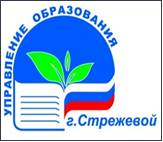 УПРАВЛЕНИЕ ОБРАЗОВАНИЯ
г.Стрежевой